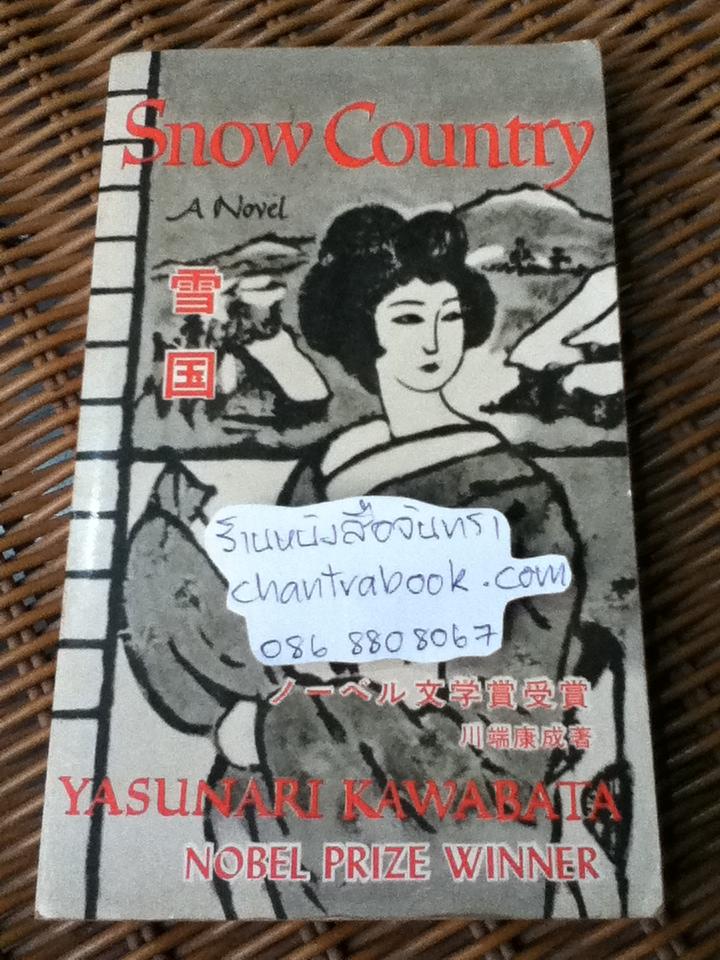 Snow Country
A Novel
雪
国
ร้านหนังสือจันทรา
chantrabook.com
086 8808067
ノーベル文学賞受賞
川端康成著
YASUNARI KAWABATA
NOBEL PRIZE WINNER